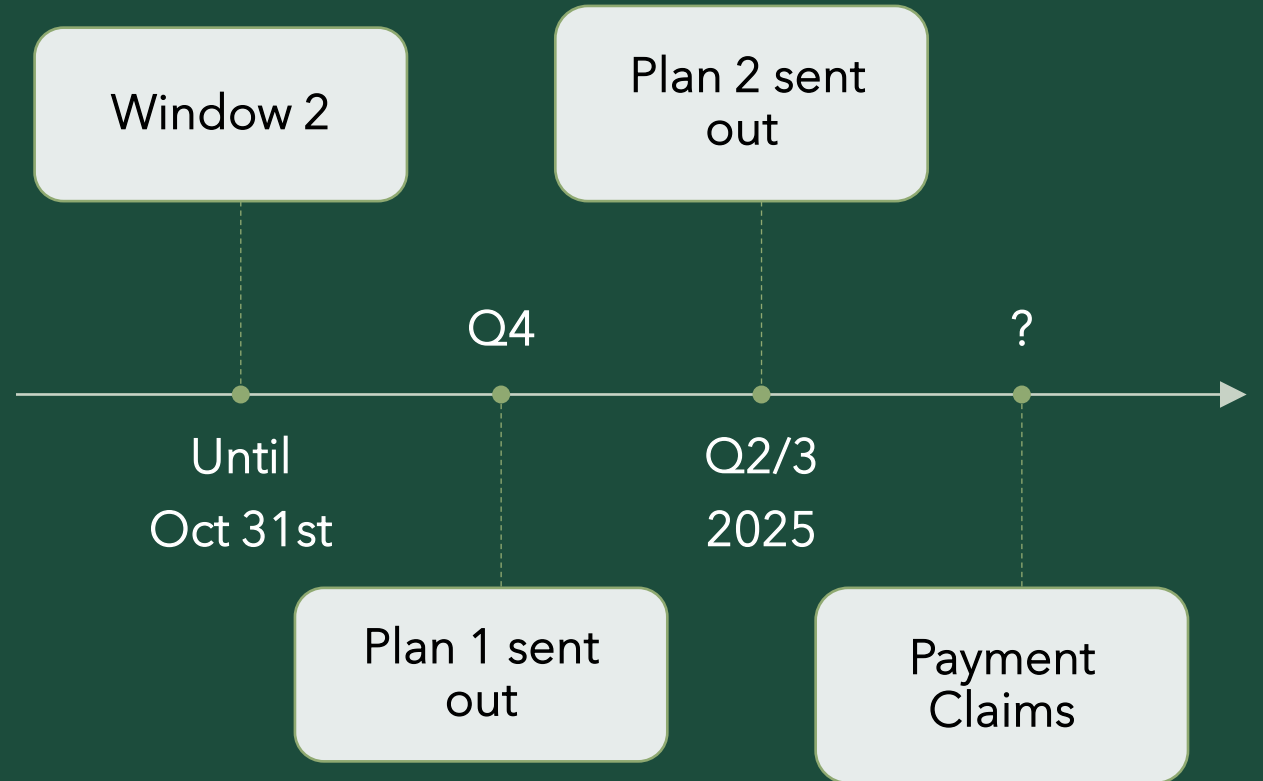 Window 2
Plan 2 sent
out
Q4
?
Until
Oct 31st
Q2/3
2025
Plan 1 sent
out
Payment
Claims